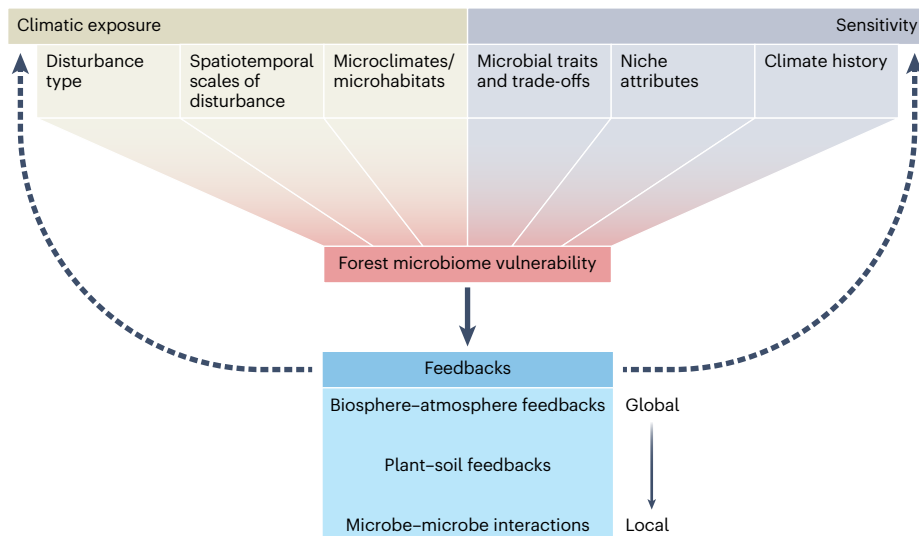 Climatic exposure
Sensitivity
Disturbance
type
Spatiotemporal
scales of
disturbance
Microclimates/
microhabitats
Microbial traits
and trade-offs
Niche
attributes
Climate history
Forest microbiome vulnerability
Feedbacks
Biosphere–atmosphere feedbacks
Global
Plant–soil feedbacks
Microbe–microbe interactions
Local